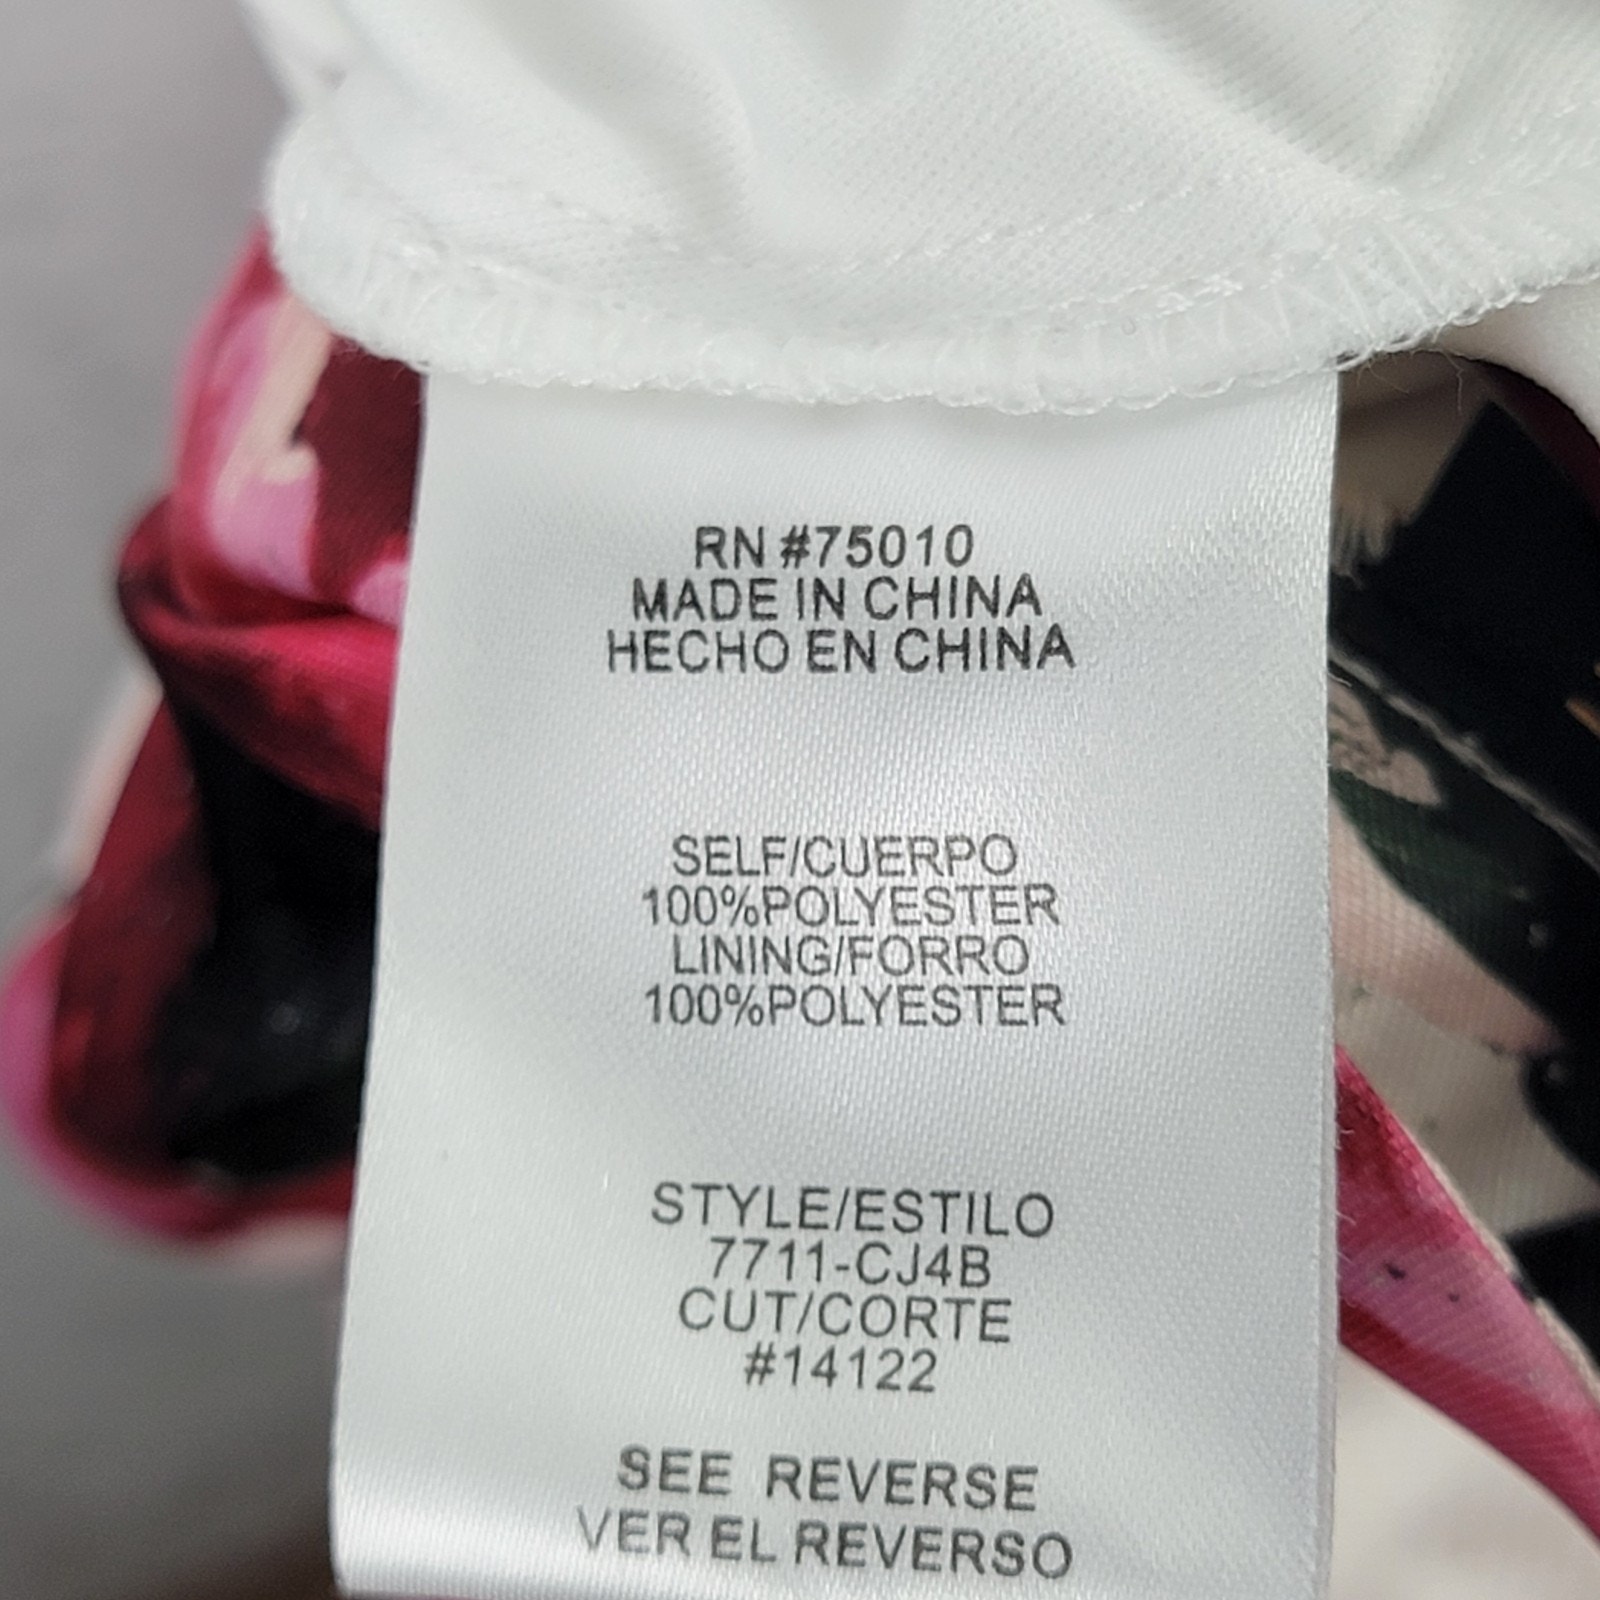 RN #75010
MADE IN CHINA
HECHO EN CHINA
SELF/CUERPO
100%POLYESTER
LINING/FORRO
100%POLYESTER
STYLE/ESTILO
7711-CJ4B
CUT/CORTE
#14122
SEE REVERSE
VER EL REVERSO